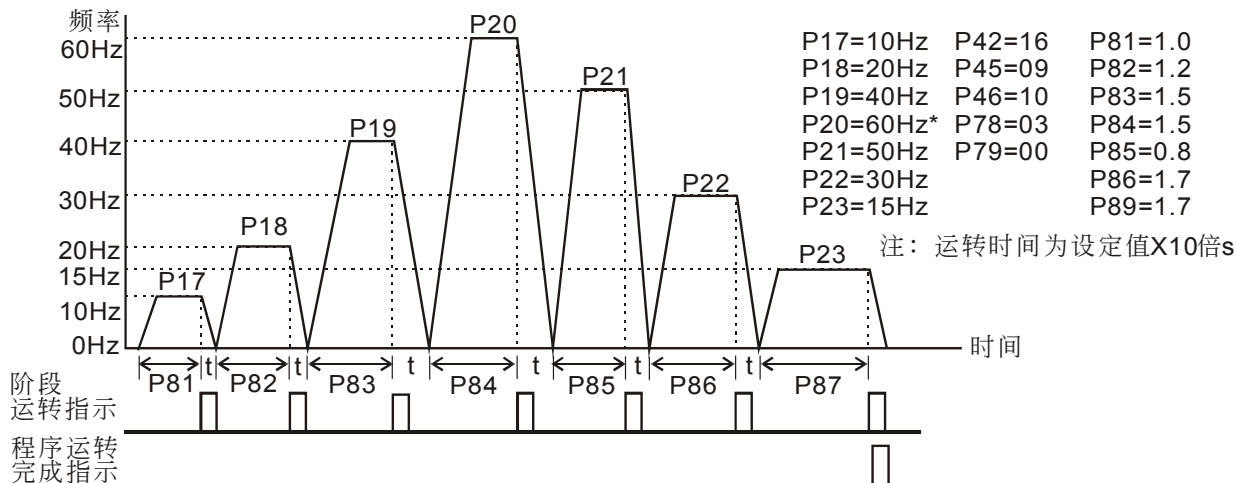 频率
60Hz
50Hz
40Hz
30Hz
20Hz
15Hz
10Hz
0Hz
P17
P18
P19
P20
P21
P22
P23
P17=10Hz P42=16 P81=1.0
P18=20Hz P45=09 P82=1.2
P19=40Hz P46=10 P83=1.5
P20=60Hz* P78=03 P84=1.5
P21=50Hz P79=00 P85=0.8
P22=30Hz P86=1.7
P23=15Hz P89=1.7
注：运转时间为设定值X10倍s
时间
P81 t P82 t P83 t P84 t P85 t P86 t P87
阶段
运转指示
程序运转
完成指示